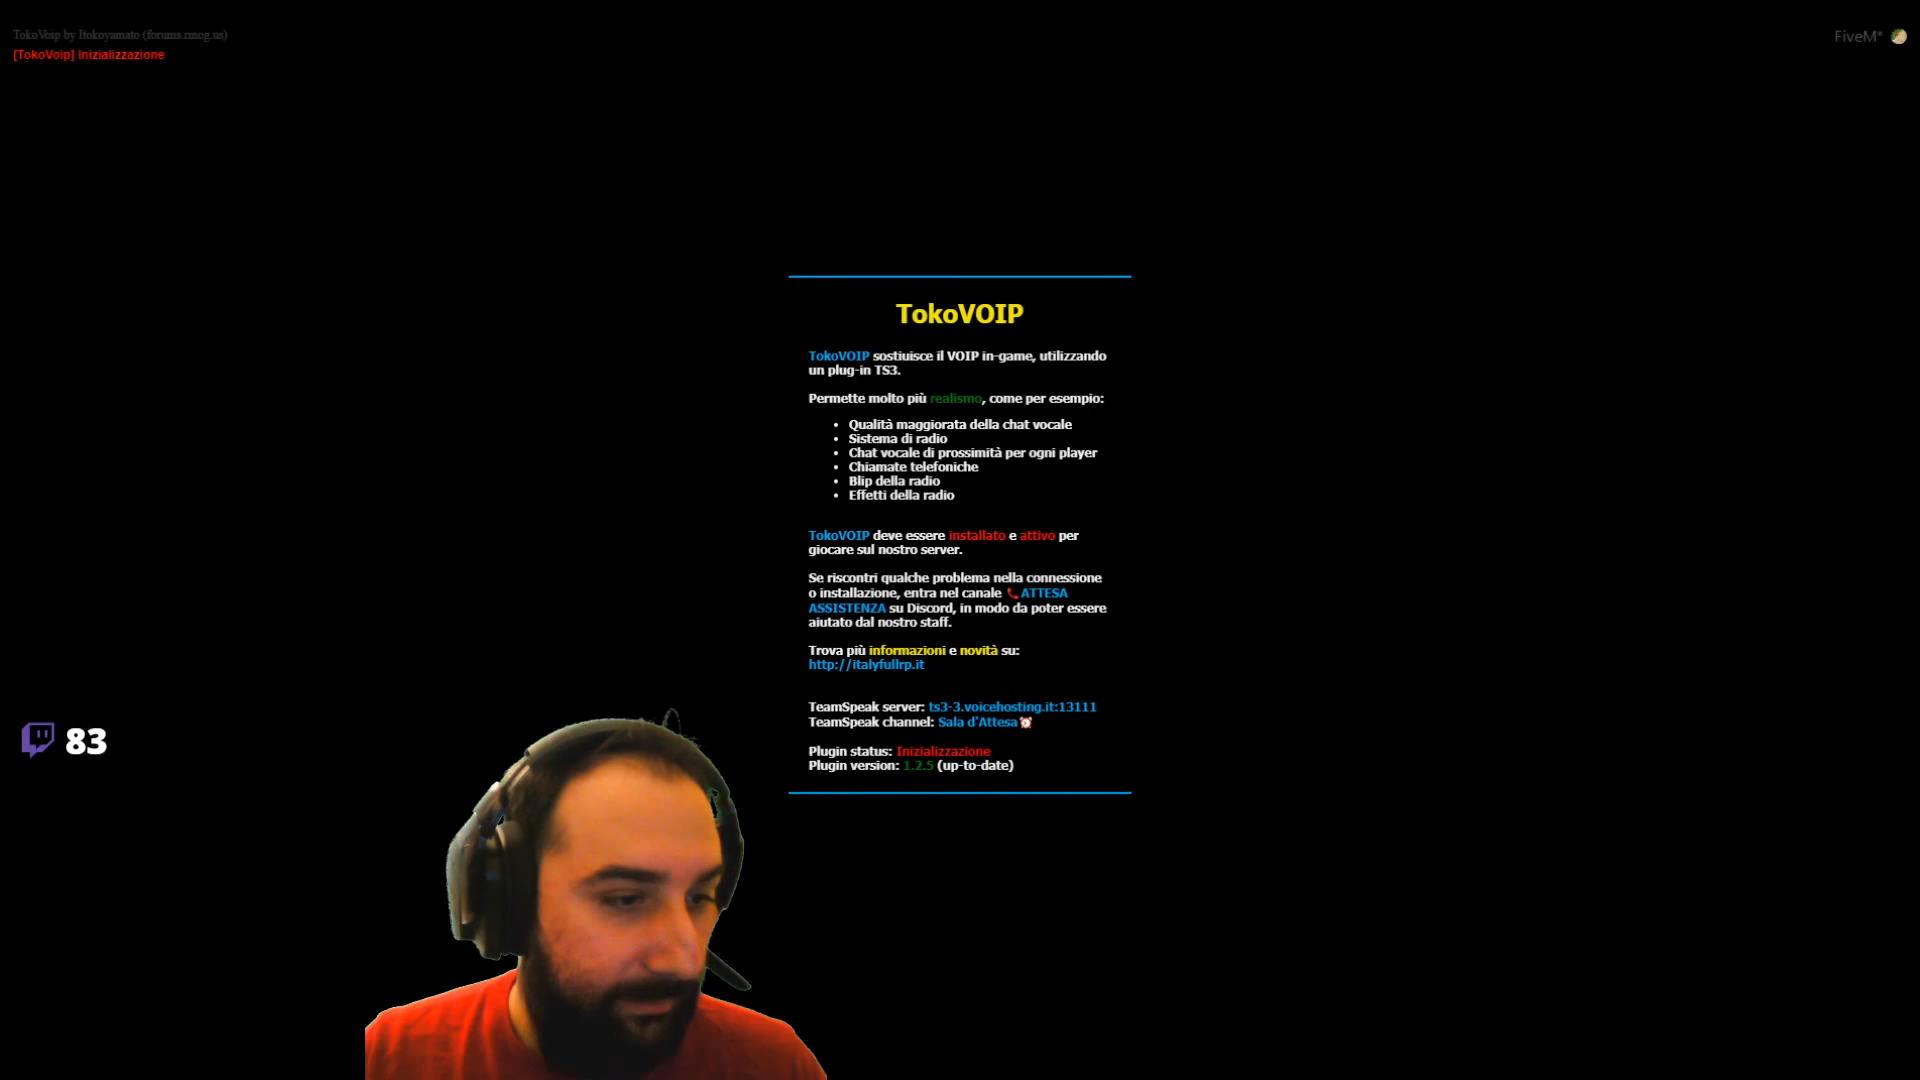 TokoVoip by Itokoyamato (forums.rmog.us)
[TokoVoip] Inizializzazione
FiveM*
TokoVOIP
TokoVOIP sostiuisce il VOIP in-game, utilizzando
un plug-in TS3.
Permette molto più realismo, come per esempio:
• Qualità maggiorata della chat vocale
• Sistema di radio
• Chat vocale di prossimità per ogni player
• Chiamate telefoniche
• Blip della radio
• Effetti della radio
TokoVOIP deve essere installato e attivo per
giocare sul nostro server.
Se riscontri qualche problema nella connessione
o installazione, entra nel canale 📞ATTESA
ASSISTENZA su Discord, in modo da poter essere
aiutato dal nostro staff.
Trova più informazioni e novità su:
http://italyfullrp.it
TeamSpeak server: ts3-3.voicehosting.it:13111
TeamSpeak channel: Sala d'Attesa⏰
Plugin status: Inizializzazione
Plugin version: 1.2.5 (up-to-date)
83